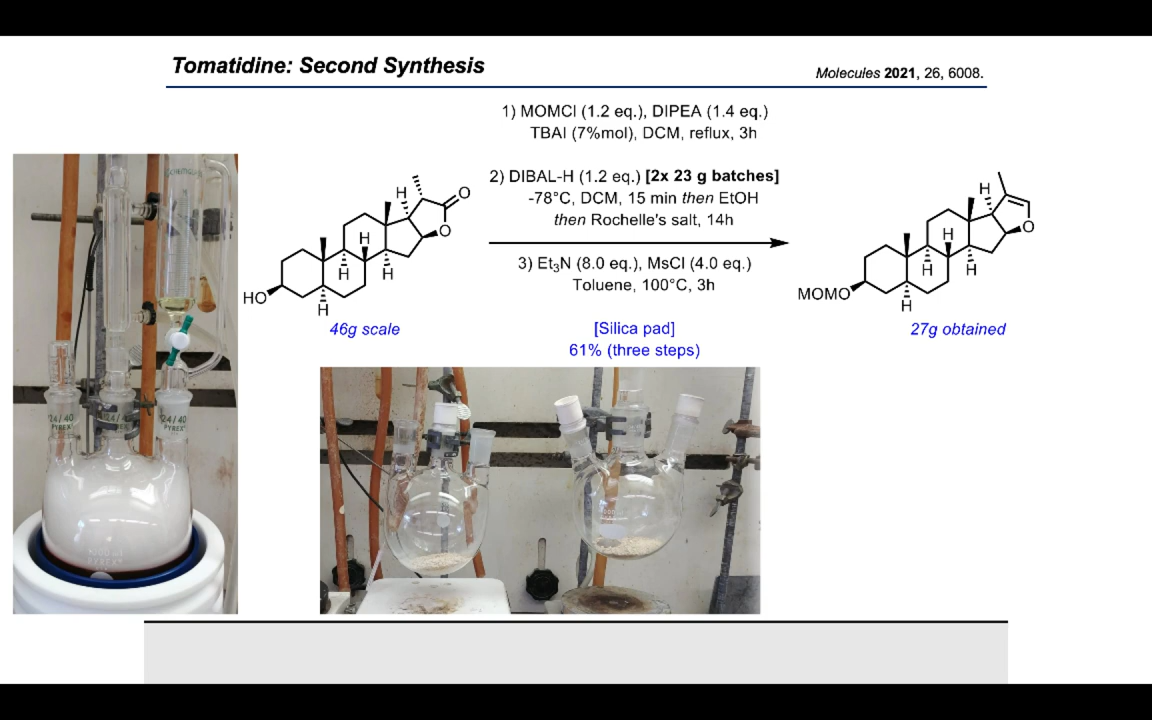 Tomatidine: Second Synthesis
Molecules 2021, 26, 6008.
1) MOMCl (1.2 eq.), DIPEA (1.4 eq.)
TBAI (7%mol), DCM, reflux, 3h
2) DIBAL-H (1.2 eq.) [2x 23 g batches]
-78°C, DCM, 15 min then EtOH
then Rochelle's salt, 14h
3) Et3N (8.0 eq.), MsCl (4.0 eq.)
Toluene, 100°C, 3h
[Silica pad]
61% (three steps)
H
O
O
H
H
H
HO
H
46g scale
H
O
H
H
H
MOMO
H
27g obtained
24/40
PYREX
24/40
PYREX
24/40
PYREX